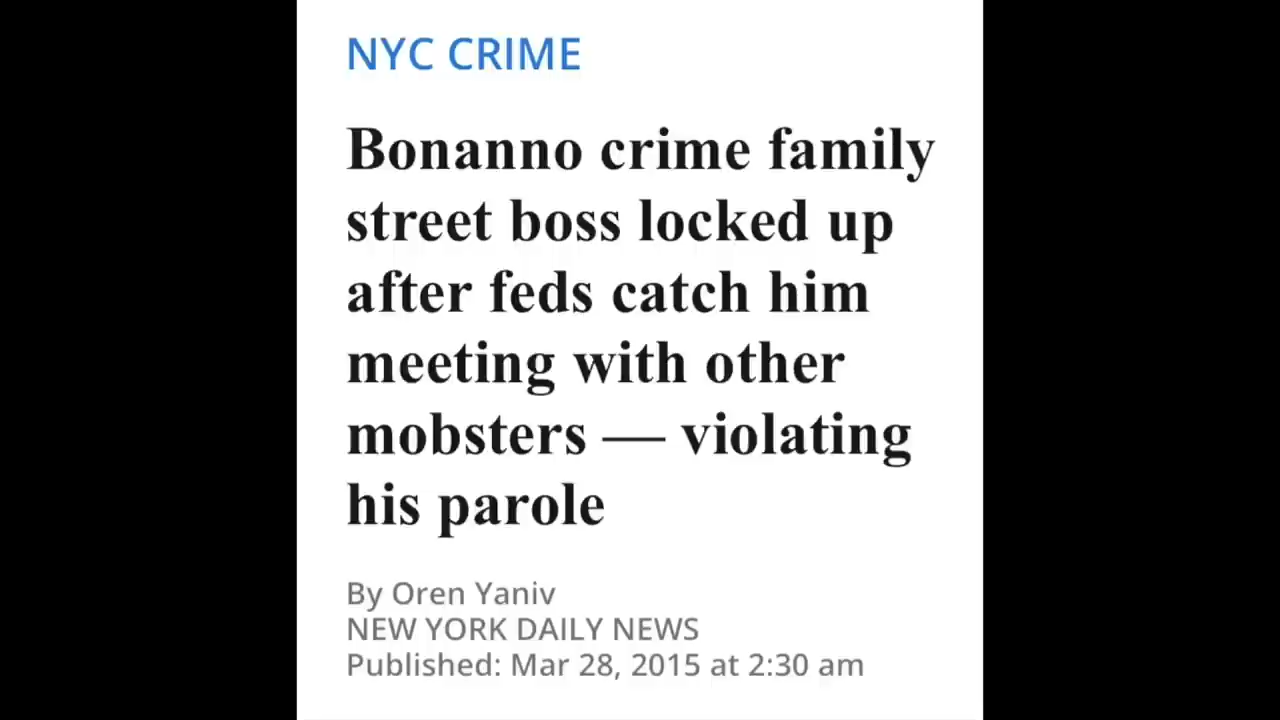 NYC CRIME
Bonanno crime family
street boss locked up
after feds catch him
meeting with other
mobsters — violating
his parole
By Oren Yaniv
NEW YORK DAILY NEWS
Published: Mar 28, 2015 at 2:30 am